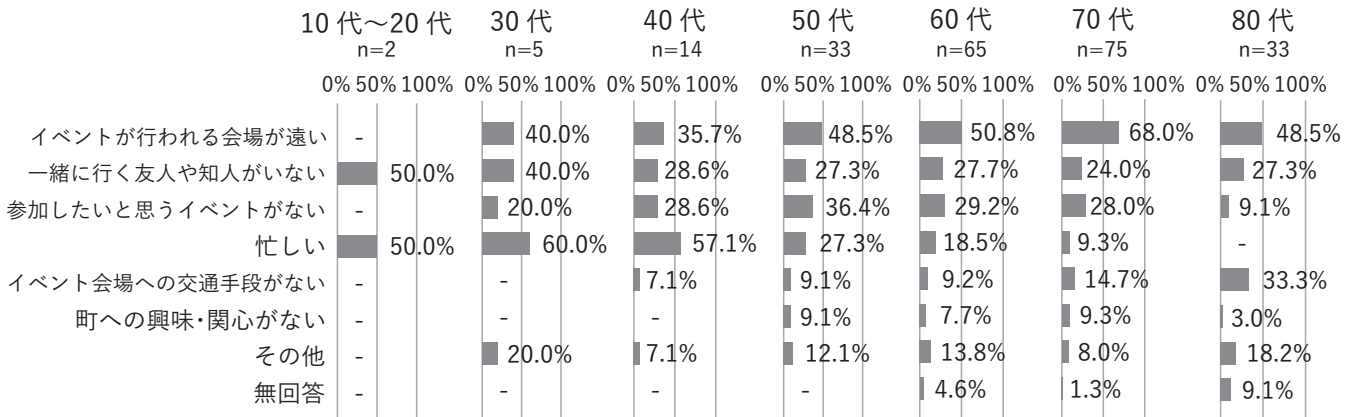 10代～20代 30代 40代 50代 60代 70代 80代
n=2 n=5 n=14 n=33 n=65 n=75 n=33
0% 50% 100% 0% 50% 100% 0% 50% 100% 0% 50% 100% 0% 50% 100% 0% 50% 100% 0% 50% 100%
イベントが行われる会場が遠い - 40.0% 35.7% 48.5% 50.8% 68.0% 48.5%
一緒に行く友人や知人がいない 50.0% 40.0% 28.6% 27.3% 27.7% 24.0% 27.3%
参加したいと思うイベントがない - 20.0% 28.6% 36.4% 29.2% 28.0% 9.1%
忙しい 50.0% 60.0% 57.1% 27.3% 18.5% 9.3% -
イベント会場への交通手段がない - - 7.1% 9.1% 9.2% 14.7% 33.3%
町への興味・関心がない - - - 9.1% 7.7% 9.3% 3.0%
その他 - 20.0% 7.1% 12.1% 13.8% 8.0% 18.2%
無回答 - - - - 4.6% 1.3% 9.1%